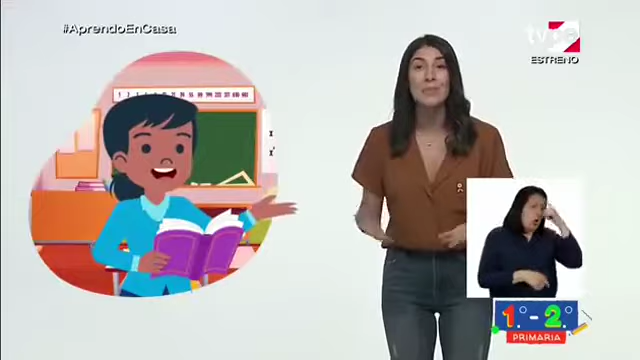 #AprendoEnCasa
tvperú
ESTRENO
1.° - 2.°
PRIMARIA